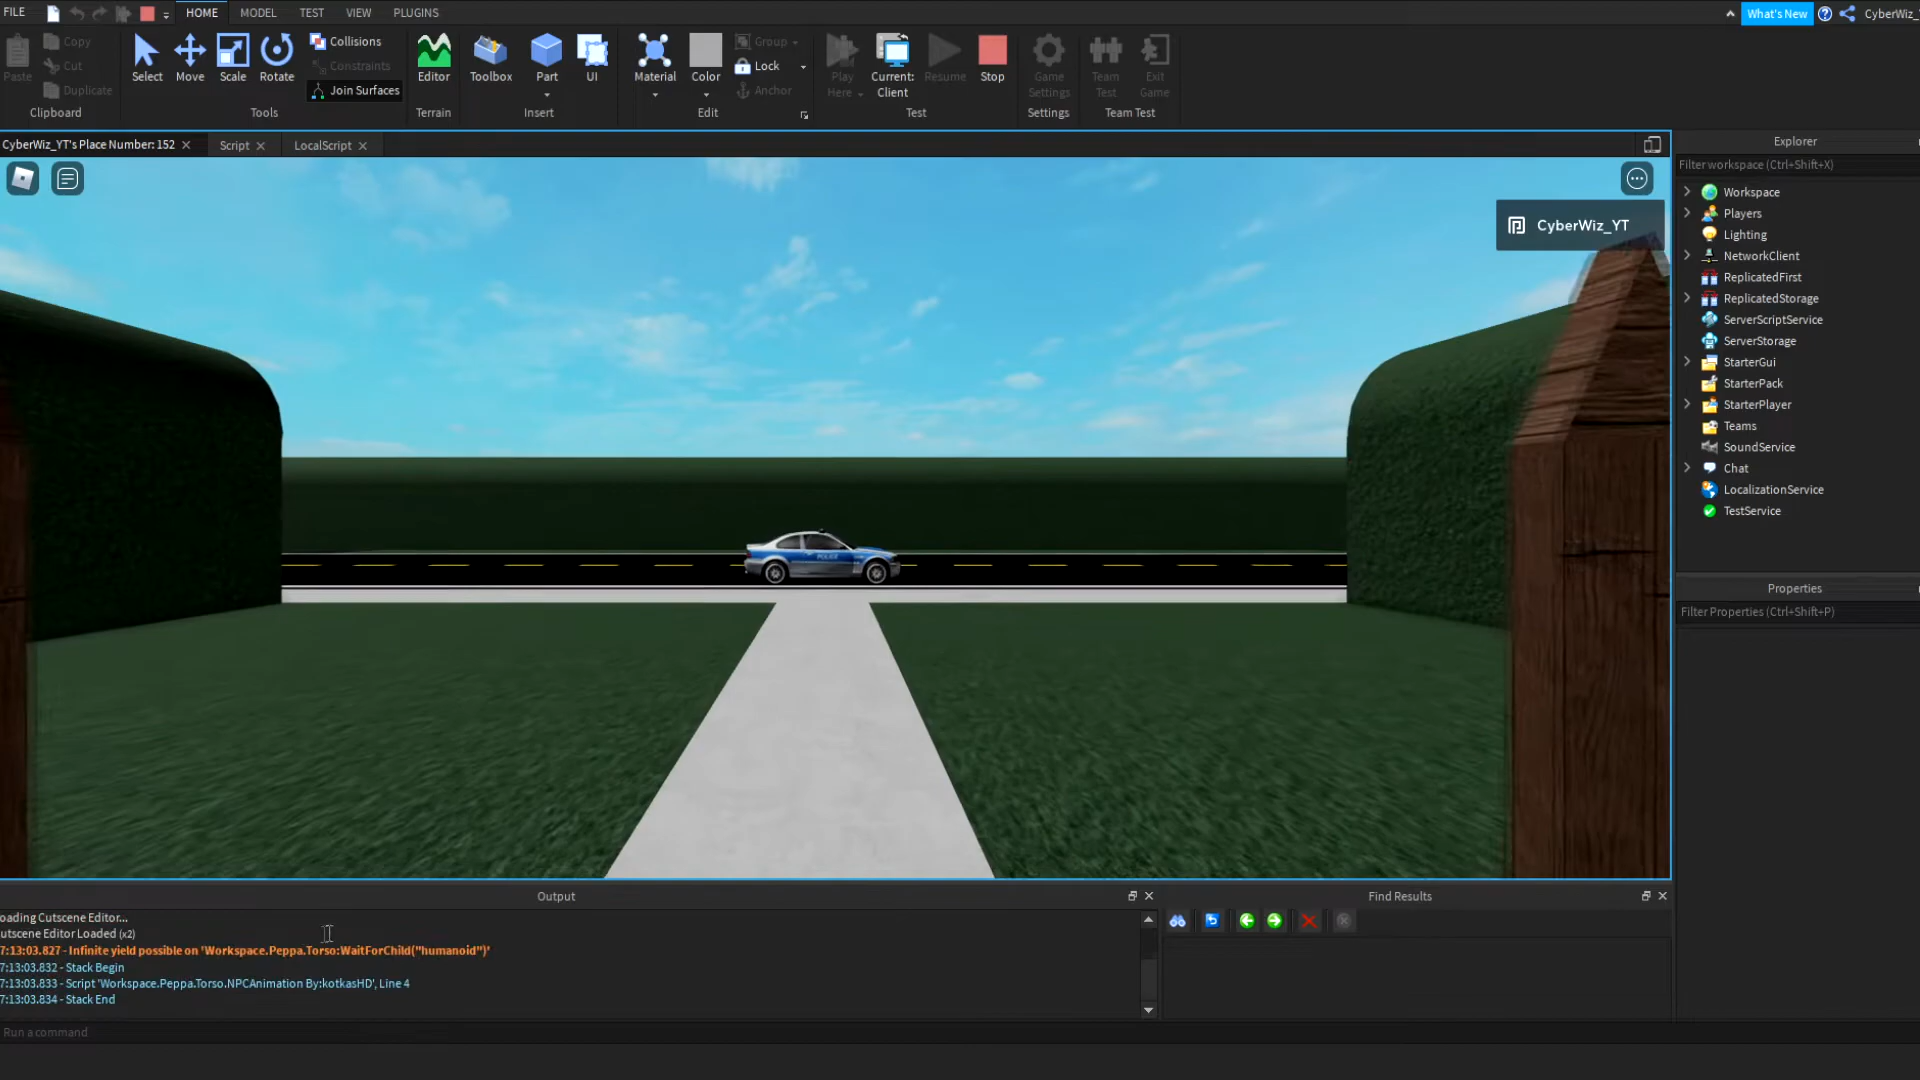 FILE HOME MODEL TEST VIEW PLUGINS What's New CyberWiz_
Paste Copy Cut Duplicate Select Move Scale Rotate Collisions Constraints Join Surfaces Editor Toolbox Part UI Material Color Group Lock Anchor Play Here Current: Client Resume Stop Game Settings Team Test Exit Game
Clipboard Tools Terrain Insert Edit Test Settings Team Test
CyberWiz_YT's Place Number: 152 Script LocalScript
CyberWiz_YT
POLICE
Explorer
Filter workspace (Ctrl+Shift+X)
Workspace
Players
Lighting
NetworkClient
ReplicatedFirst
ReplicatedStorage
ServerScriptService
ServerStorage
StarterGui
StarterPack
StarterPlayer
Teams
SoundService
Chat
LocalizationService
TestService
Properties
Filter Properties (Ctrl+Shift+P)
Output
oading Cutscene Editor...
utscene Editor Loaded (x2)
7:13:03.827 - Infinite yield possible on 'Workspace.Peppa.Torso:WaitForChild("humanoid")'
7:13:03.832 - Stack Begin
7:13:03.833 - Script 'Workspace.Peppa.Torso.NPCAnimation By:kotkasHD', Line 4
7:13:03.834 - Stack End
Find Results
Run a command